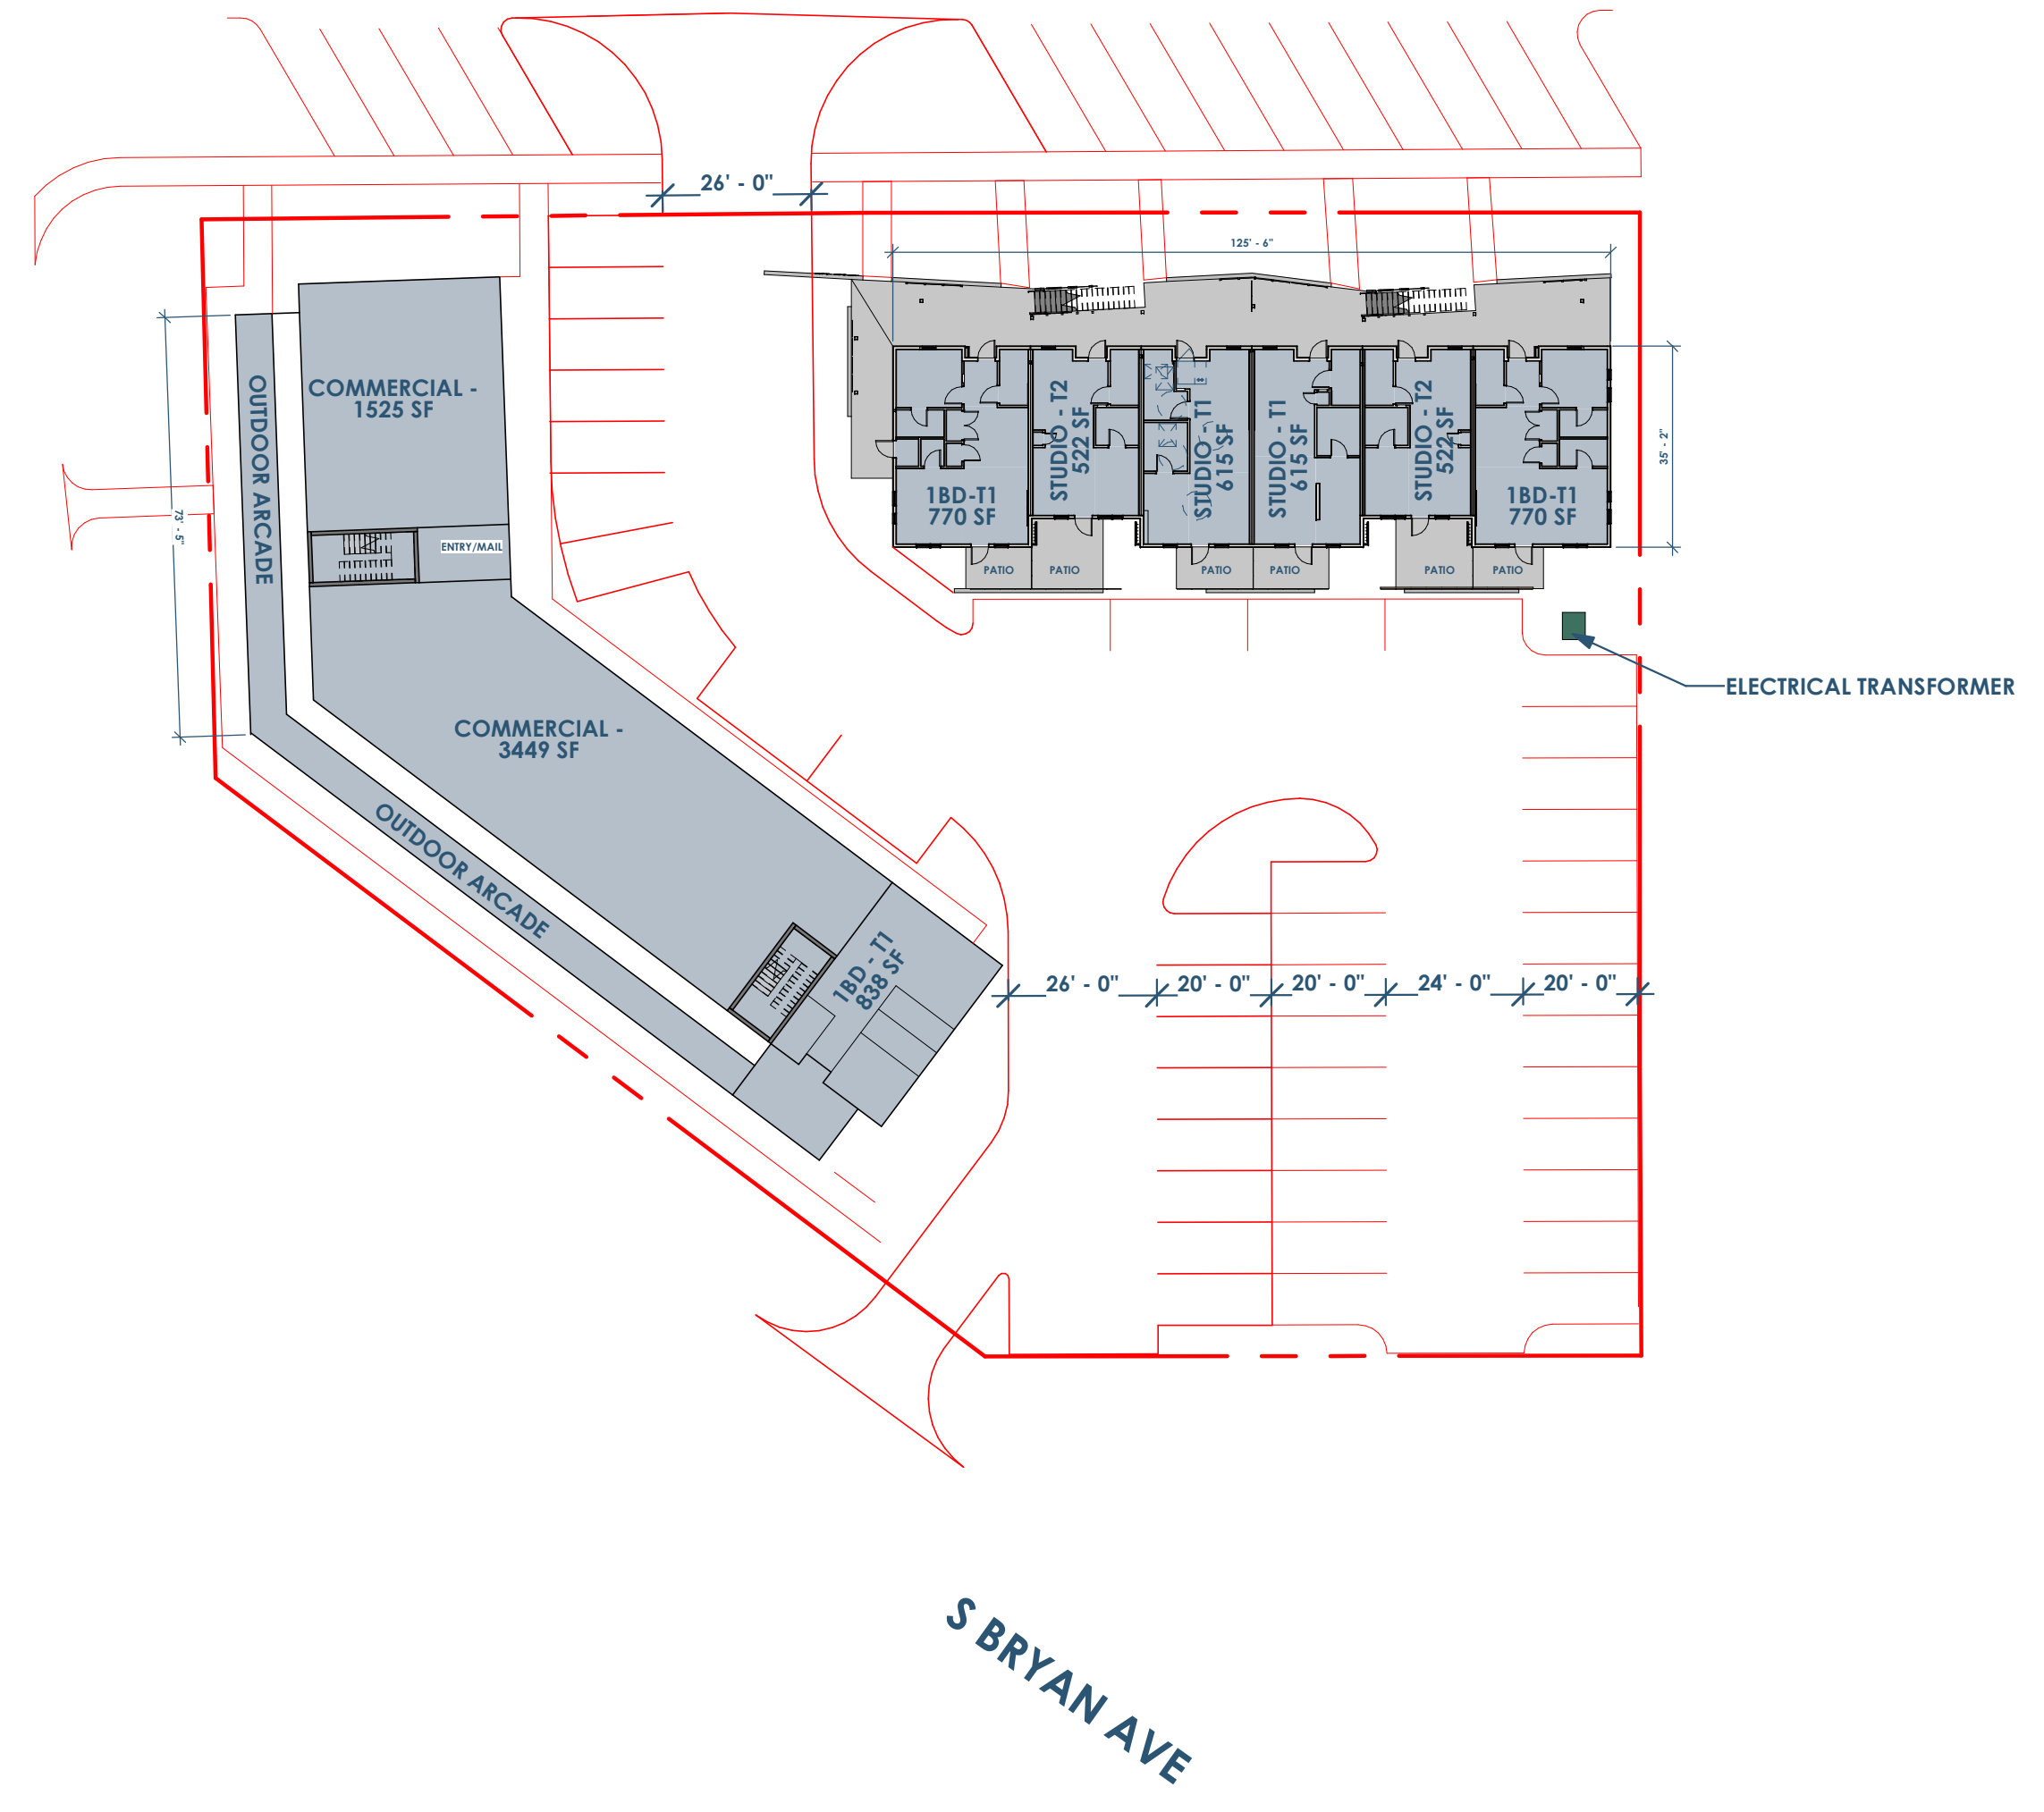 26' - 0"
125' - 6"
COMMERCIAL -
1525 SF
OUTDOOR ARCADE
73' - 5"
ENTRY/MAIL
1BD-T1
770 SF
STUDIO - T2
522 SF
STUDIO - T1
615 SF
STUDIO - T1
615 SF
STUDIO - T2
522 SF
1BD-T1
770 SF
35' - 2"
PATIO
PATIO
PATIO
PATIO
PATIO
PATIO
ELECTRICAL TRANSFORMER
COMMERCIAL -
3449 SF
OUTDOOR ARCADE
1BD - T1
838 SF
26' - 0"
20' - 0"
20' - 0"
24' - 0"
20' - 0"
S BRYAN AVE